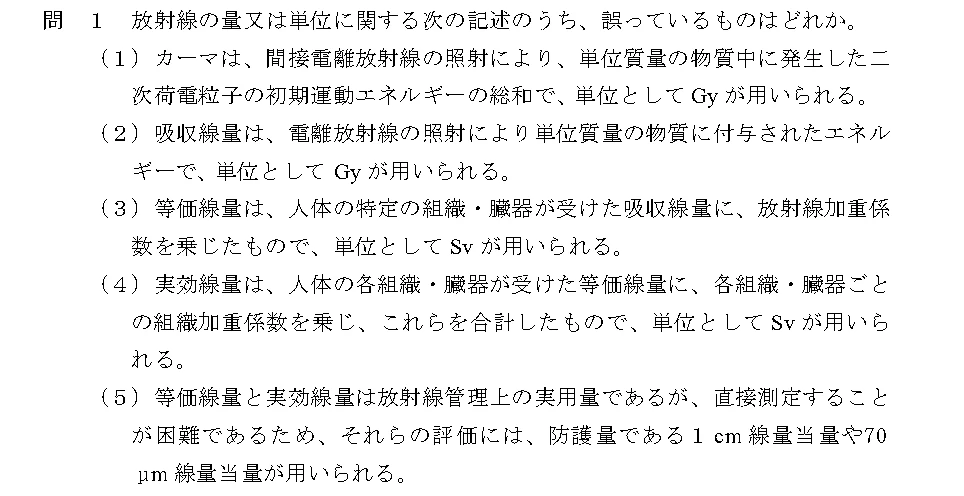 問　１　放射線の量又は単位に関する次の記述のうち、誤っているものはどれか。
（１）カーマは、間接電離放射線の照射により、単位質量の物質中に発生した二
次荷電粒子の初期運動エネルギーの総和で、単位として Gy が用いられる。
（２）吸収線量は、電離放射線の照射により単位質量の物質に付与されたエネル
ギーで、単位として Gy が用いられる。
（３）等価線量は、人体の特定の組織・臓器が受けた吸収線量に、放射線加重係
数を乗じたもので、単位として Sv が用いられる。
（４）実効線量は、人体の各組織・臓器が受けた等価線量に、各組織・臓器ごと
の組織加重係数を乗じ、これらを合計したもので、単位として Sv が用いら
れる。
（５）等価線量と実効線量は放射線管理上の実用量であるが、直接測定すること
が困難であるため、それらの評価には、防護量である１ cm 線量当量や70
µm 線量当量が用いられる。